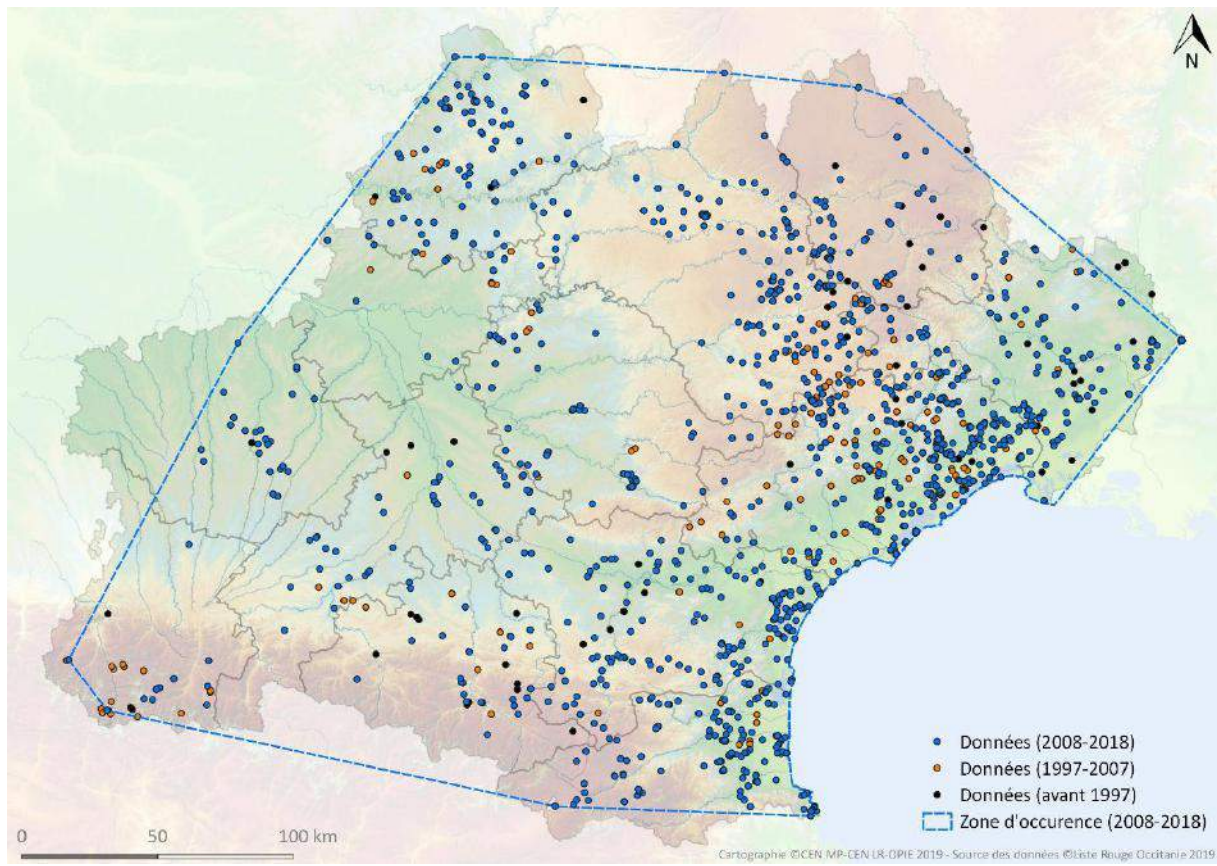 N
Données (2008-2018)
Données (1997-2007)
Données (avant 1997)
Zone d'occurence (2008-2018)
0 50 100 km
Cartographie ©CEN MP-CEN LR-OPIE 2019 - Source des données ©Liste Rouge Occitanie 2019